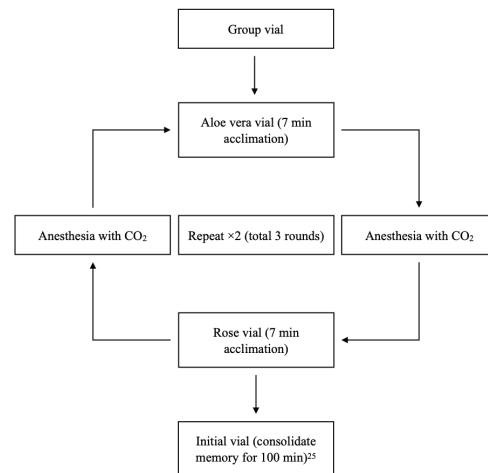 Group vial
Aloe vera vial (7 min
acclimation)
Anesthesia with CO₂
Repeat ×2 (total 3 rounds)
Anesthesia with CO₂
Rose vial (7 min
acclimation)
Initial vial (consolidate
memory for 100 min)²⁵